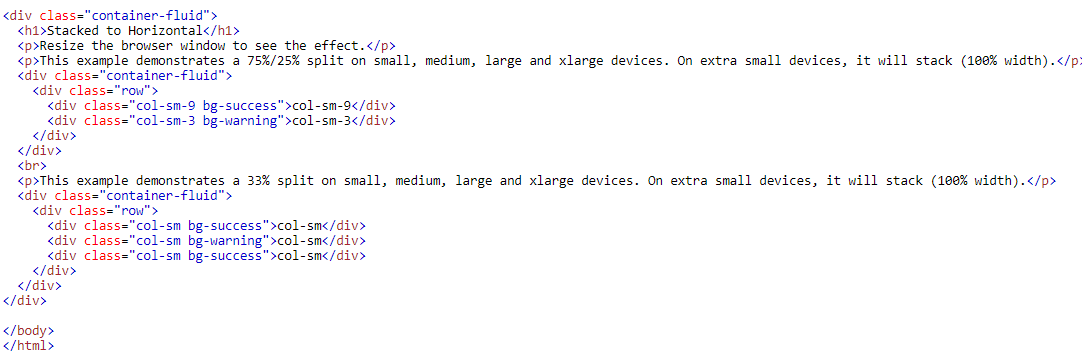 <div class="container-fluid">
  <h1>Stacked to Horizontal</h1>
  <p>Resize the browser window to see the effect.</p>
  <p>This example demonstrates a 75%/25% split on small, medium, large and xlarge devices. On extra small devices, it will stack (100% width).</p>
  <div class="container-fluid">
    <div class="row">
      <div class="col-sm-9 bg-success">col-sm-9</div>
      <div class="col-sm-3 bg-warning">col-sm-3</div>
    </div>
  </div>
  <br>
  <p>This example demonstrates a 33% split on small, medium, large and xlarge devices. On extra small devices, it will stack (100% width).</p>
  <div class="container-fluid">
    <div class="row">
      <div class="col-sm bg-success">col-sm</div>
      <div class="col-sm bg-warning">col-sm</div>
      <div class="col-sm bg-success">col-sm</div>
    </div>
  </div>
</div>

</body>
</html>